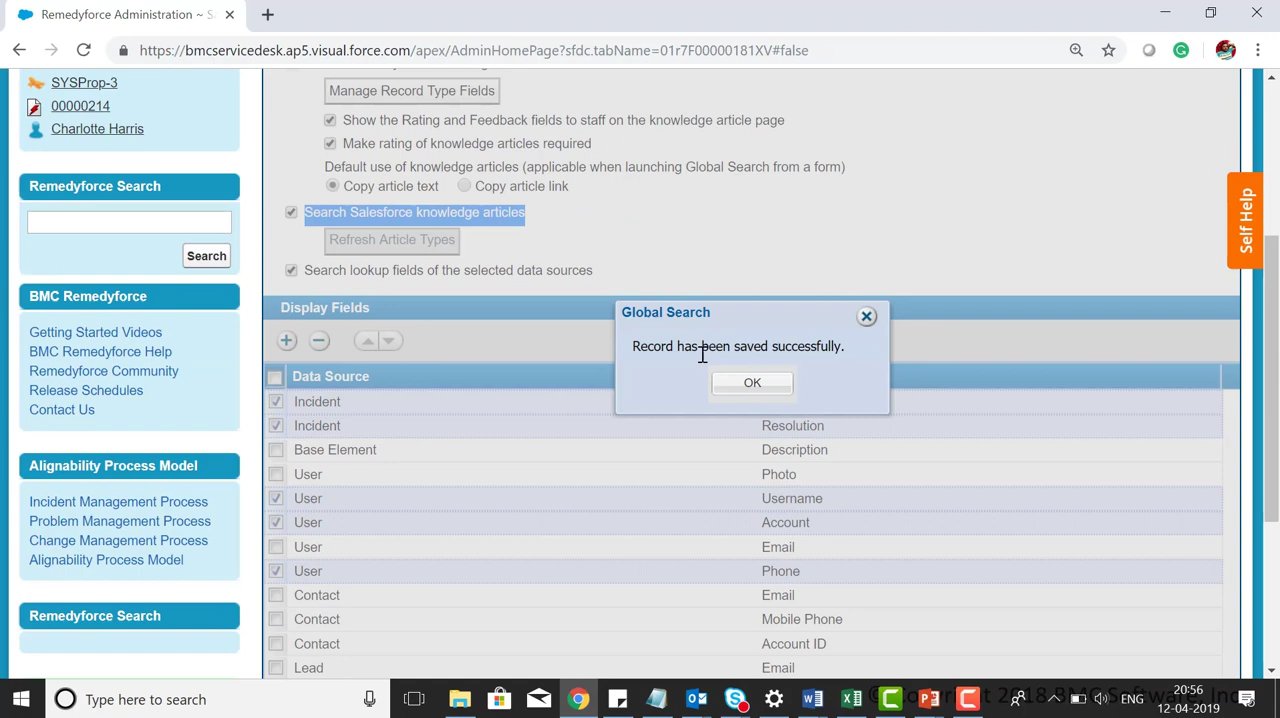 Remedyforce Administration ~ S
https://bmcservicedesk.ap5.visual.force.com/apex/AdminHomePage?sfdc.tabName=01r7F00000181XV#false
SYSProp-3
00000214
Charlotte Harris
Remedyforce Search
Search
BMC Remedyforce
Getting Started Videos
BMC Remedyforce Help
Remedyforce Community
Release Schedules
Contact Us
Alignability Process Model
Incident Management Process
Problem Management Process
Change Management Process
Alignability Process Model
Remedyforce Search
Manage Record Type Fields
Show the Rating and Feedback fields to staff on the knowledge article page
Make rating of knowledge articles required
Default use of knowledge articles (applicable when launching Global Search from a form)
Copy article text Copy article link
Search Salesforce knowledge articles
Refresh Article Types
Search lookup fields of the selected data sources
Display Fields
Data Source
Incident
Incident Resolution
Base Element Description
User Photo
User Username
User Account
User Email
User Phone
Contact Email
Contact Mobile Phone
Contact Account ID
Lead Email
Global Search
Record has been saved successfully.
OK
Self Help
Type here to search
© Copyright 2018 BMC Software, Inc
ENG
20:56
12-04-2019